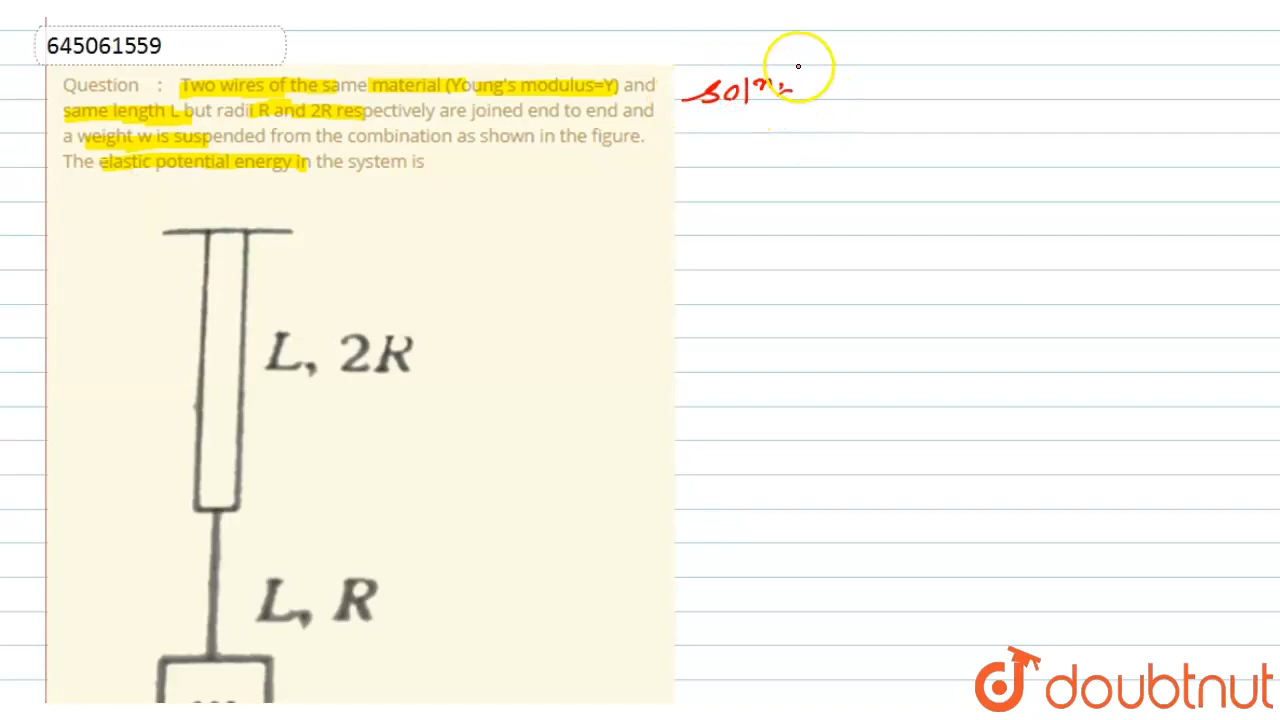 645061559
Question : Two wires of the same material (Young's modulus=Y) and
same length L but radii R and 2R respectively are joined end to end and
a weight w is suspended from the combination as shown in the figure.
The elastic potential energy in the system is
Solⁿ:-
L, 2R
L, R
doubtnut